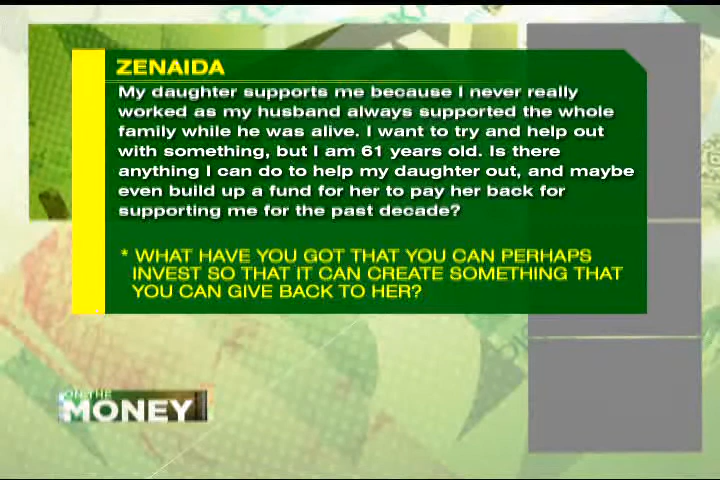 ZENAIDA
My daughter supports me because I never really
worked as my husband always supported the whole
family while he was alive. I want to try and help out
with something, but I am 61 years old. Is there
anything I can do to help my daughter out, and maybe
even build up a fund for her to pay her back for
supporting me for the past decade?
* WHAT HAVE YOU GOT THAT YOU CAN PERHAPS
INVEST SO THAT IT CAN CREATE SOMETHING THAT
YOU CAN GIVE BACK TO HER?
ON THE
MONEY